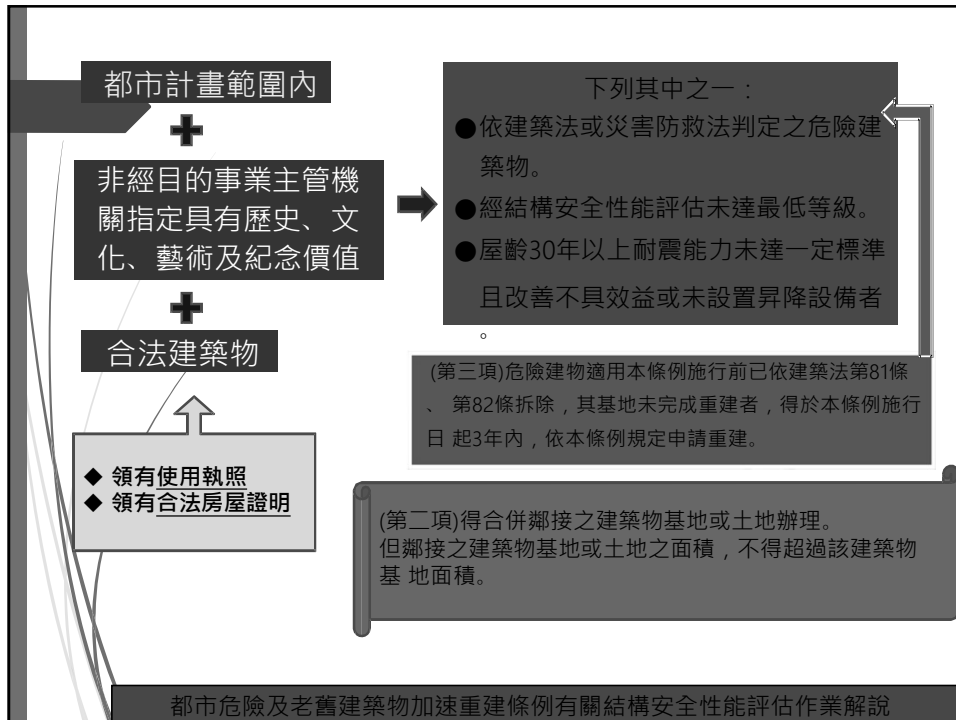 都市計畫範圍內
非經目的事業主管機
關指定具有歷史、文
化、藝術及紀念價值
合法建築物
◆ 領有使用執照
◆ 領有合法房屋證明
下列其中之一：
●依建築法或災害防救法判定之危險建
築物。
●經結構安全性能評估未達最低等級。
●屋齡30年以上耐震能力未達一定標準
且改善不具效益或未設置昇降設備者
。
(第三項)危險建物適用本條例施行前已依建築法第81條
、 第82條拆除，其基地未完成重建者，得於本條例施行
日 起3年內，依本條例規定申請重建。
(第二項)得合併鄰接之建築物基地或土地辦理。
但鄰接之建築物基地或土地之面積，不得超過該建築物
基 地面積。
都市危險及老舊建築物加速重建條例有關結構安全性能評估作業解說